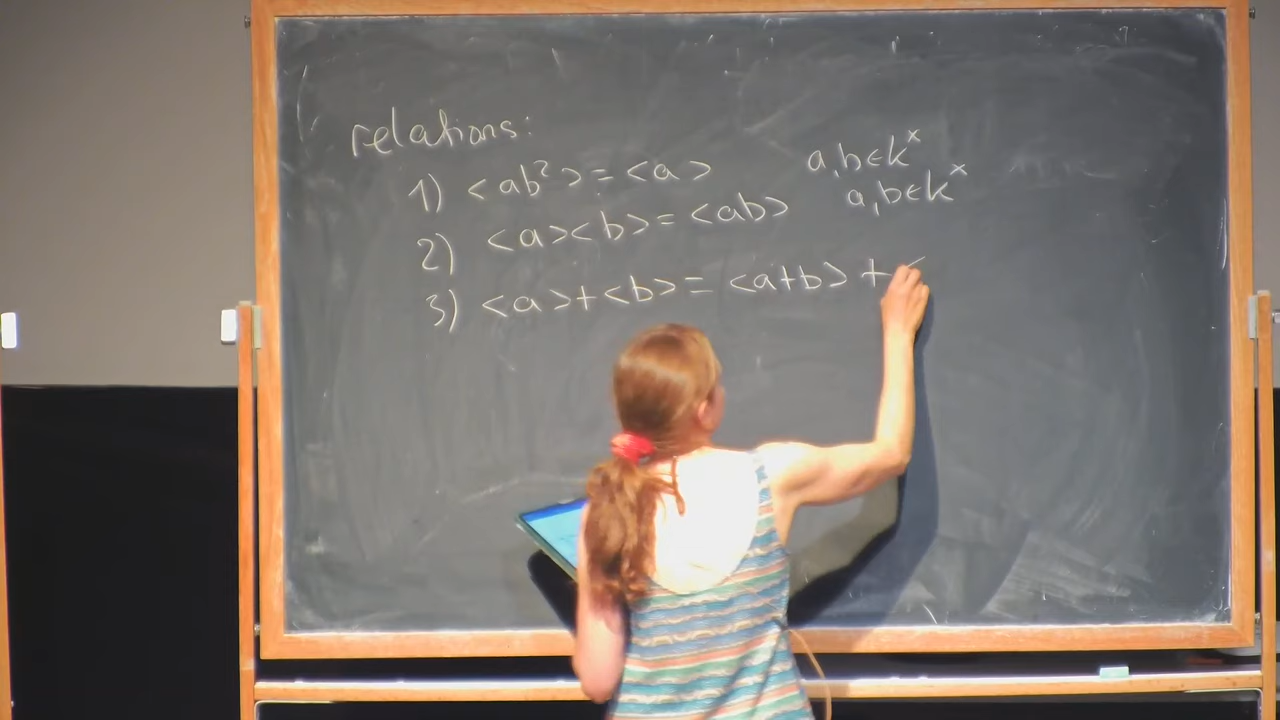 relations:
1) <ab²> = <a> a,b∈k^x
2) <a><b> = <ab> a,b∈k^x
3) <a>+<b> = <a+b> + <